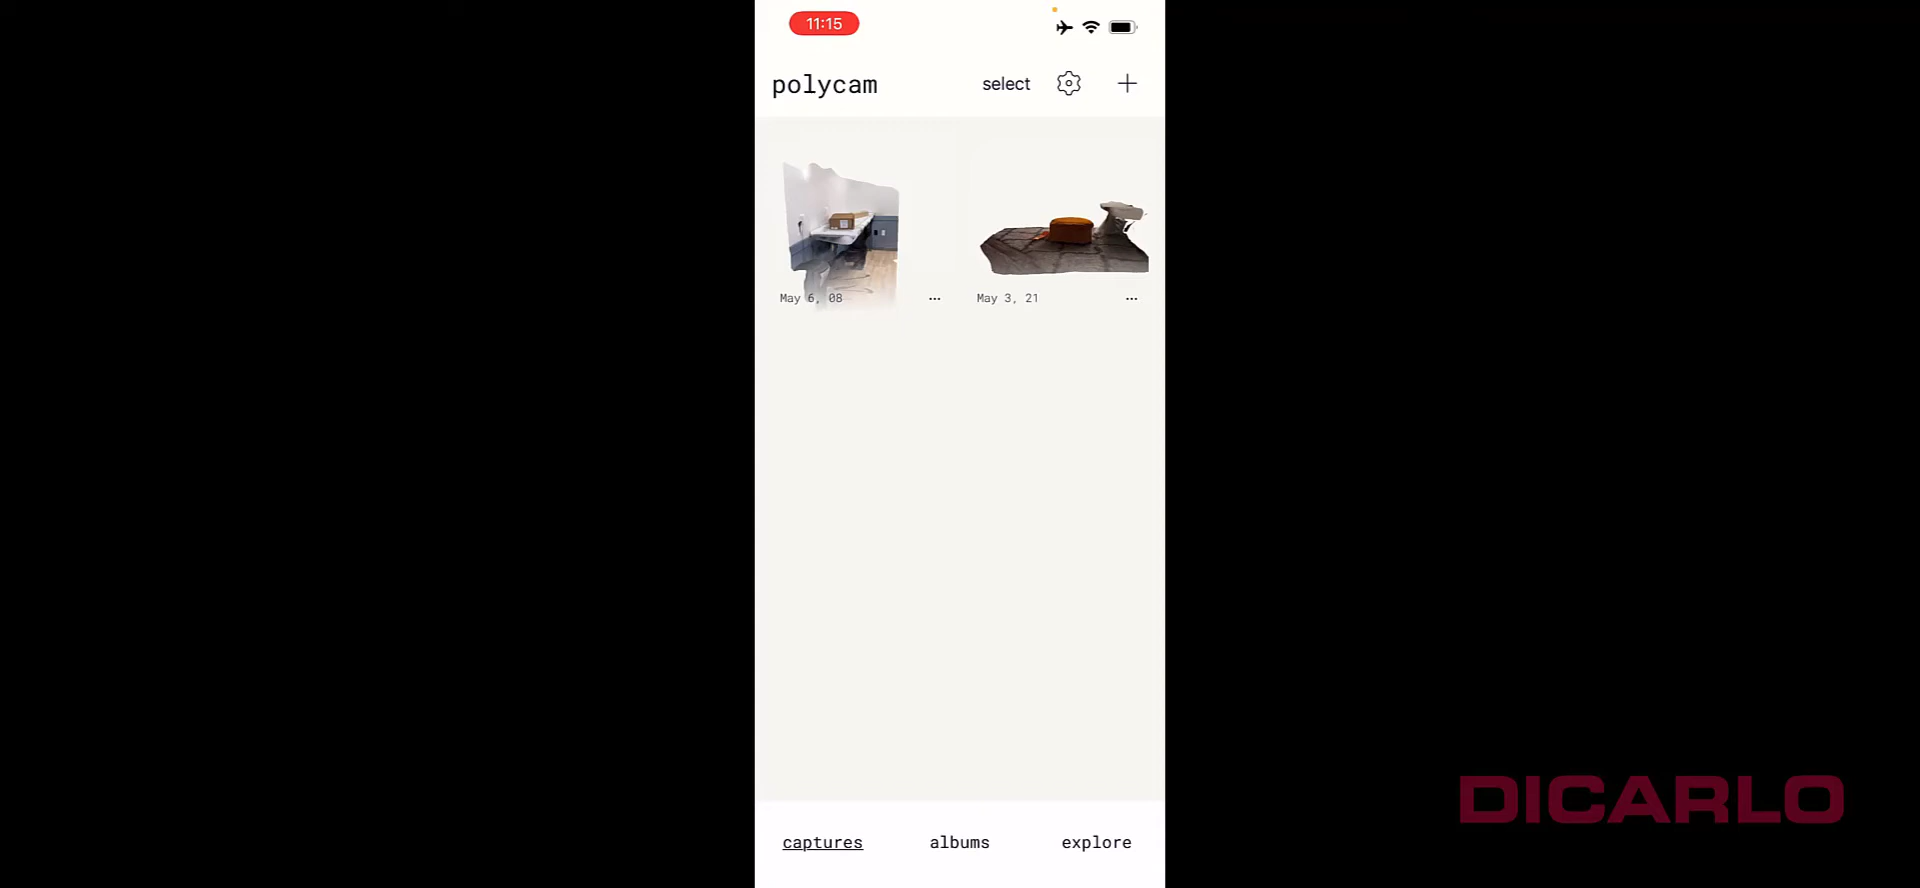 11:15
polycam select
May 6, 08 ... May 3, 21 ...
captures albums explore
DICARLO